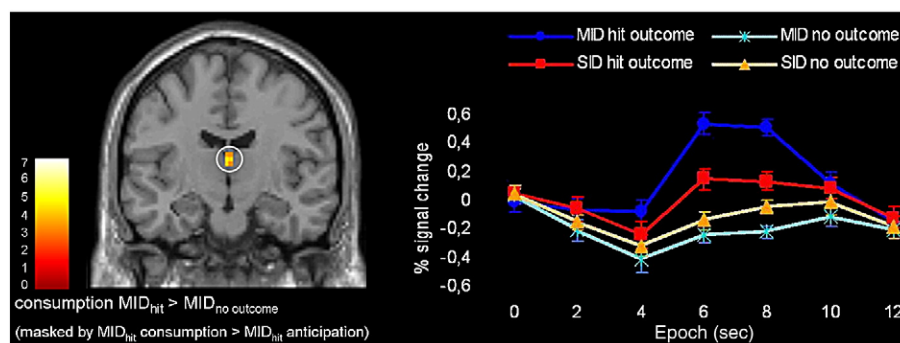 MID hit outcome
MID no outcome
SID hit outcome
SID no outcome
7
6
5
4
3
2
1
0
consumption MIDhit > MIDno outcome
(masked by MIDhit consumption > MIDhit anticipation)
% signal change
0,6
0,4
0,2
0
-0,2
-0,4
0,6
0 2 4 6 8 10 12
Epoch (sec)